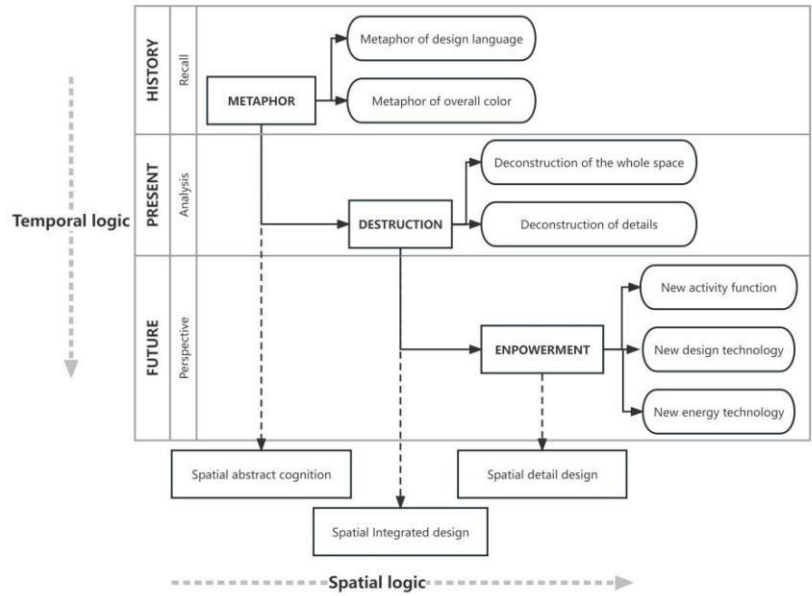 HISTORY
Recall
METAPHOR
Metaphor of design language
Metaphor of overall color
Temporal logic
PRESENT
Analysis
DESTRUCTION
Deconstruction of the whole space
Deconstruction of details
FUTURE
Perspective
ENPOWERMENT
New activity function
New design technology
New energy technology
Spatial abstract cognition
Spatial detail design
Spatial Integrated design
Spatial logic